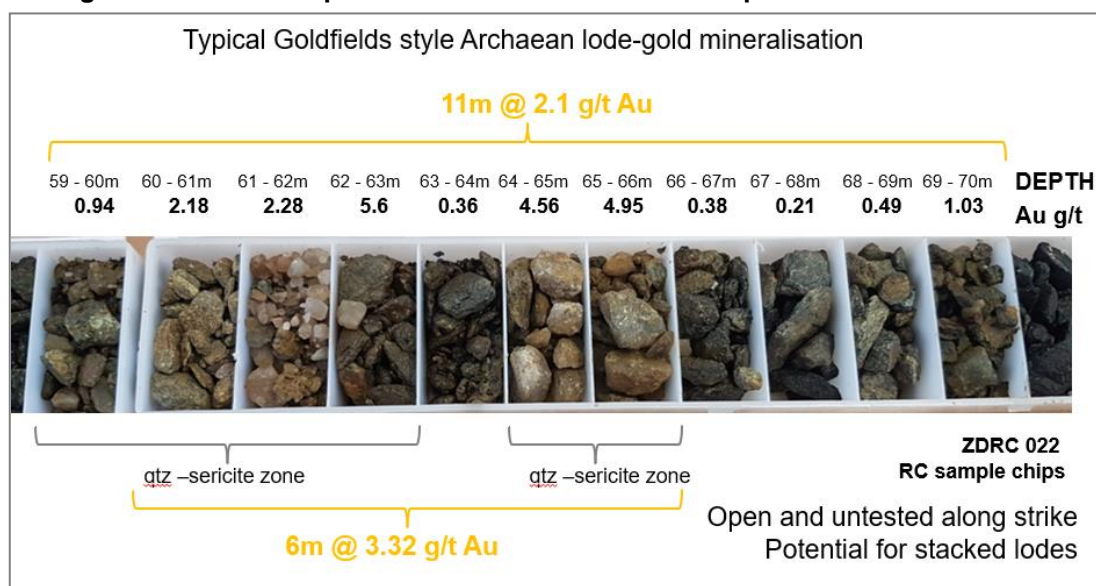 Typical Goldfields style Archaean lode-gold mineralisation
11m @ 2.1 g/t Au
59 - 60m 60 - 61m 61 - 62m 62 - 63m 63 - 64m 64 - 65m 65 - 66m 66 - 67m 67 - 68m 68 - 69m 69 - 70m DEPTH
0.94 2.18 2.28 5.6 0.36 4.56 4.95 0.38 0.21 0.49 1.03 Au g/t
qtz –sericite zone qtz –sericite zone
ZDRC 022
RC sample chips
6m @ 3.32 g/t Au
Open and untested along strike
Potential for stacked lodes